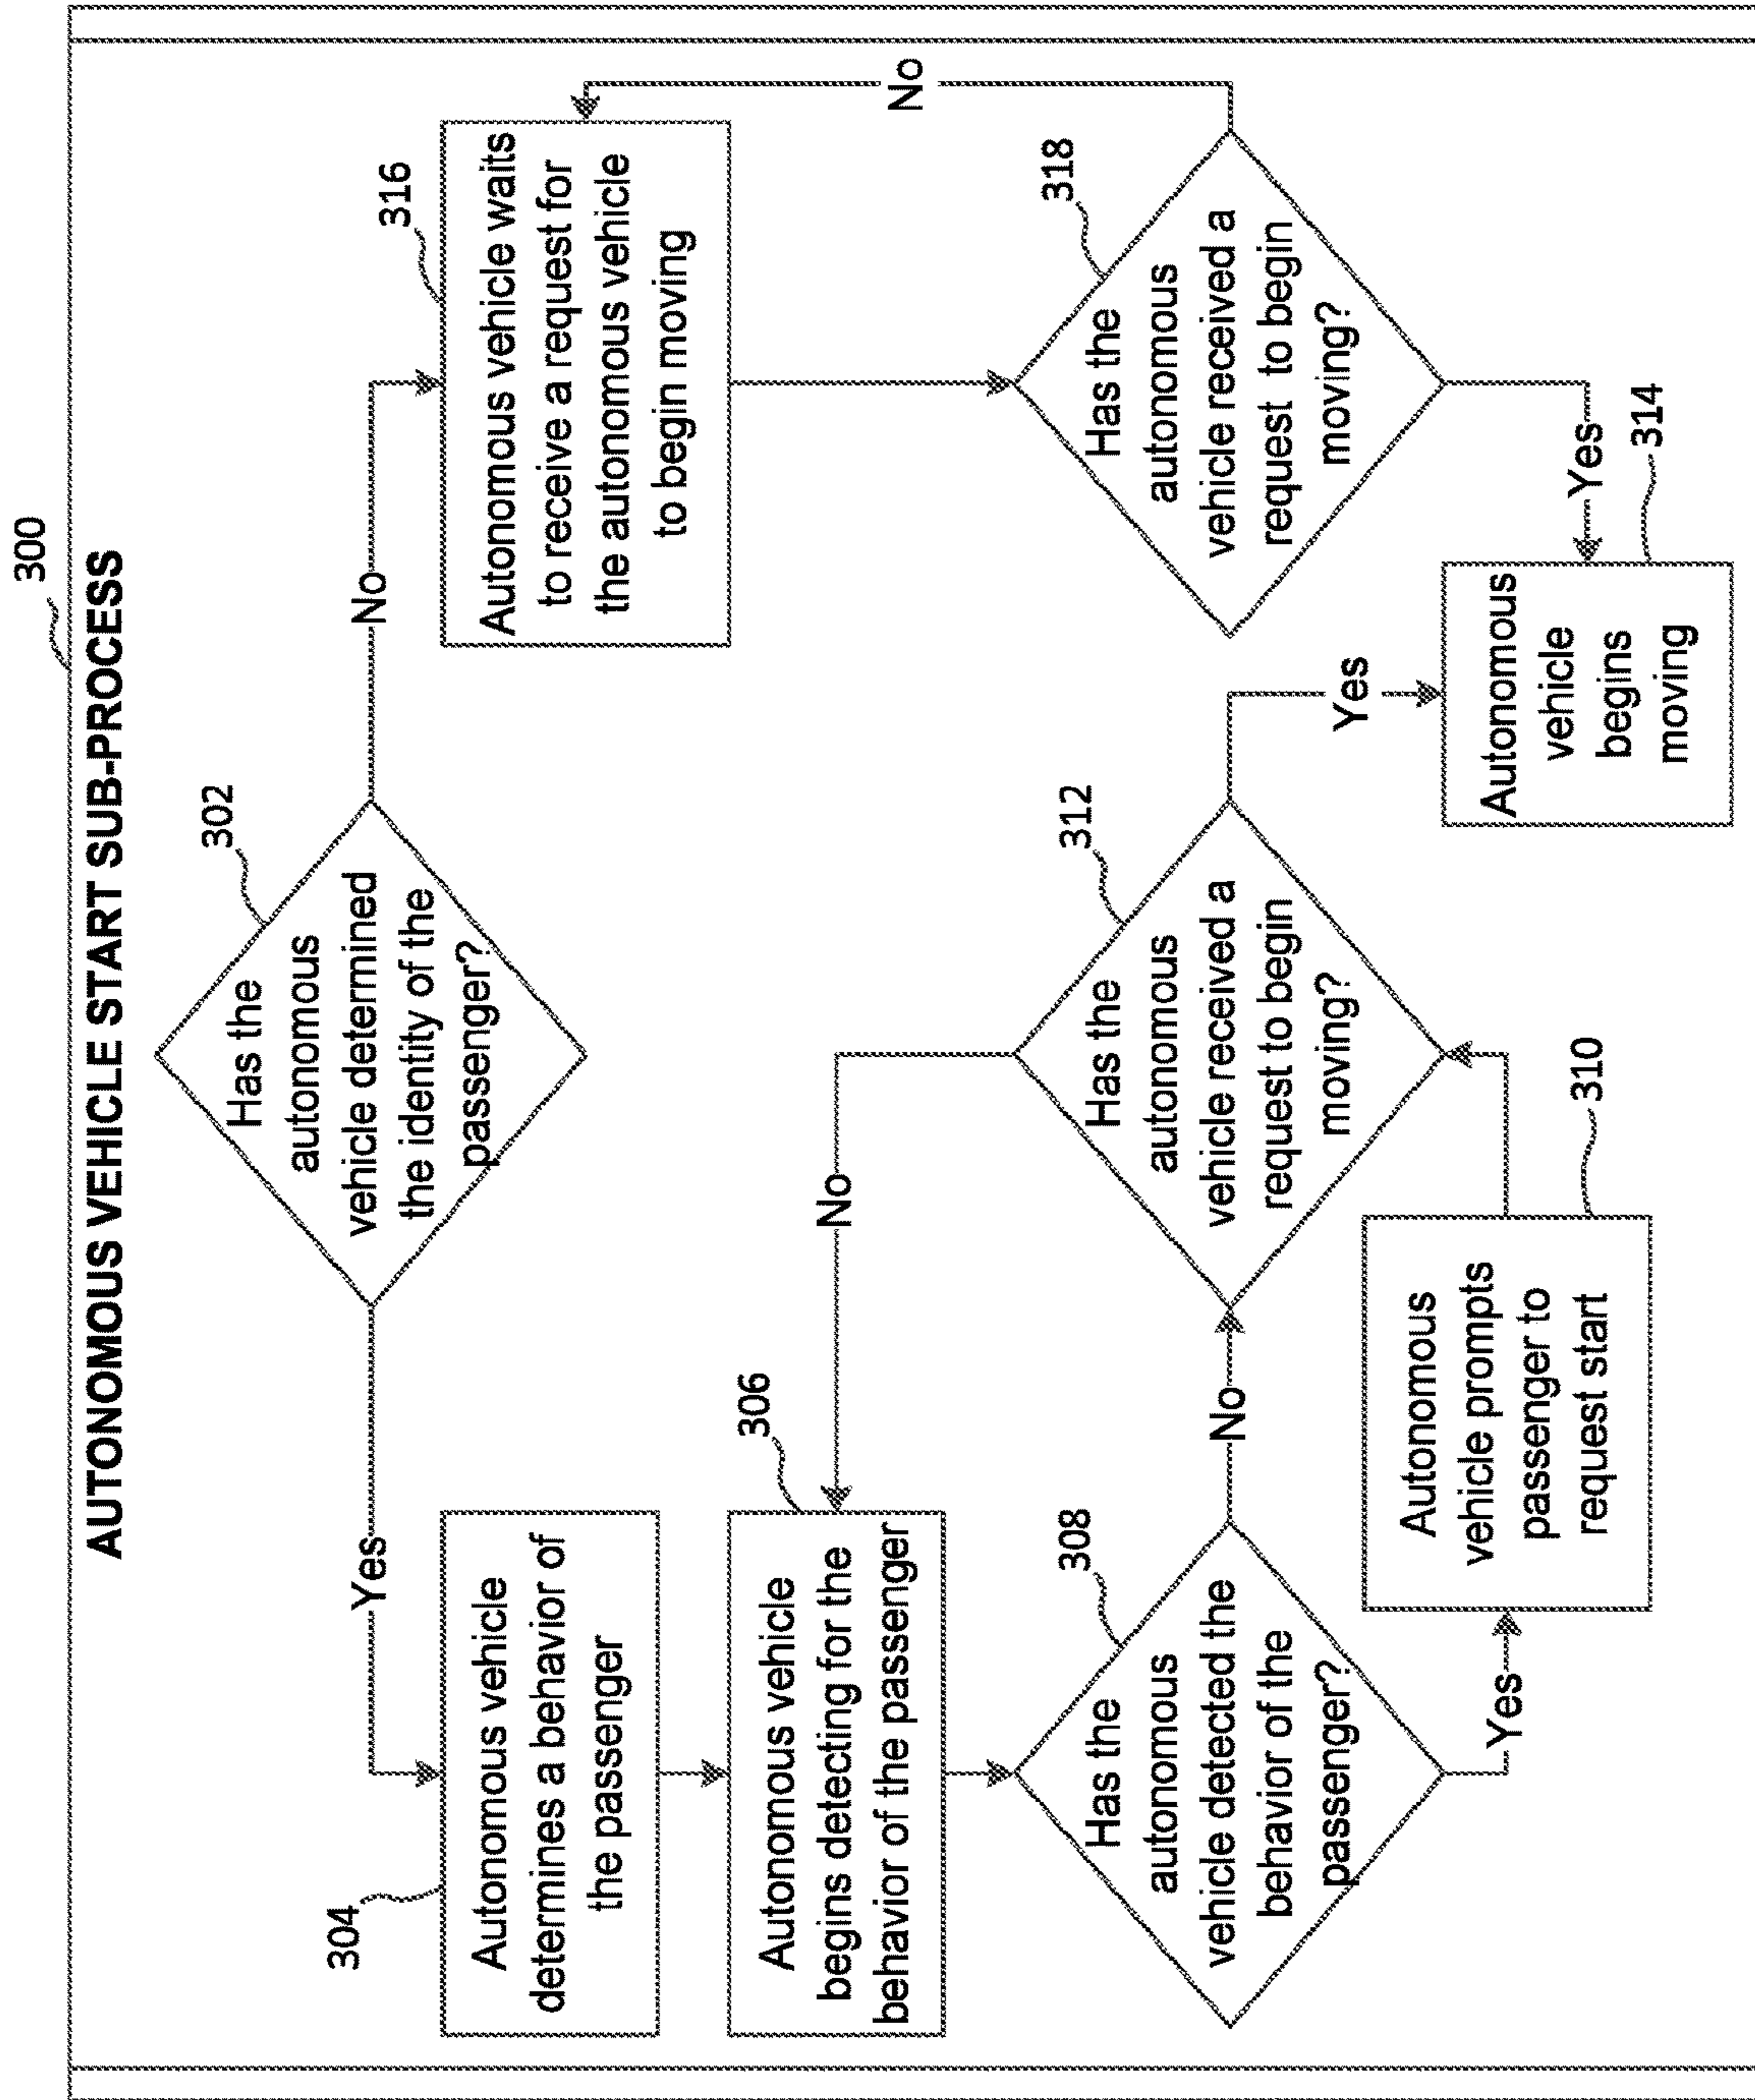 300
AUTONOMOUS VEHICLE START SUB-PROCESS
302
Has the
autonomous
vehicle determined
the identity of the
passenger?
Yes
No
304
Autonomous vehicle
determines a behavior of
the passenger
316
Autonomous vehicle waits
to receive a request for
the autonomous vehicle
to begin moving
306
Autonomous vehicle
begins detecting for the
behavior of the passenger
No
No
308
Has the
autonomous
vehicle detected the
behavior of the
passenger?
No
312
Has the
autonomous
vehicle received a
request to begin
moving?
318
Has the
autonomous
vehicle received a
request to begin
moving?
Yes
310
Autonomous
vehicle prompts
passenger to
request start
Yes
Yes
314
Autonomous
vehicle
begins
moving